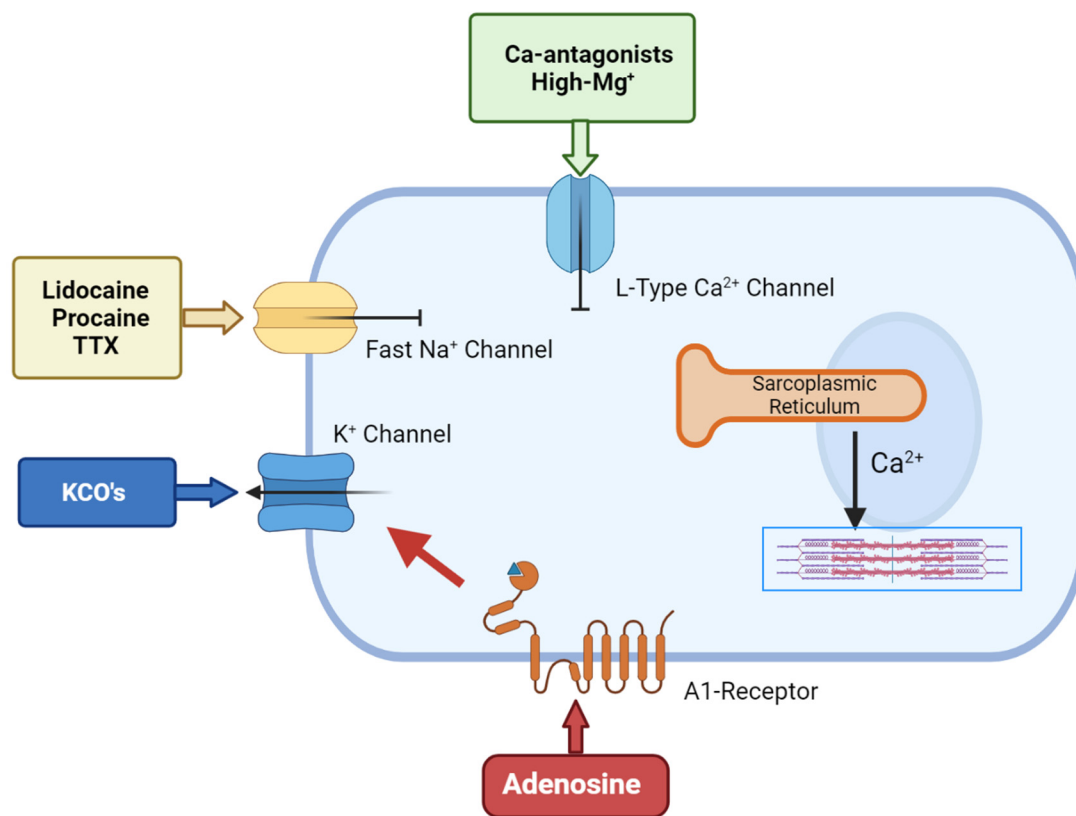 Ca-antagonists
High-Mg⁺
L-Type Ca²⁺ Channel
Lidocaine
Procaine
TTX
Fast Na⁺ Channel
Sarcoplasmic
Reticulum
K⁺ Channel
Ca²⁺
KCO's
A1-Receptor
Adenosine